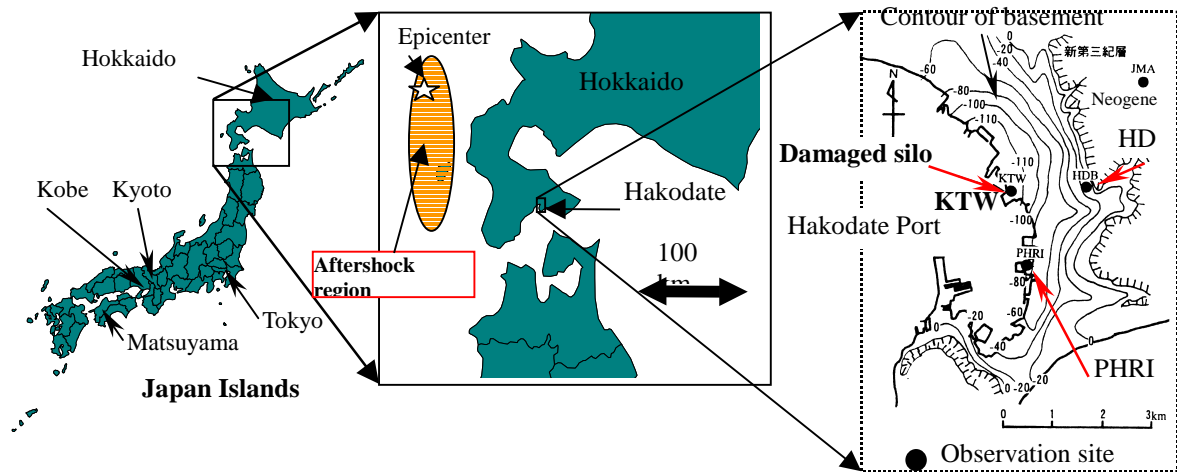 Hokkaido
Kobe
Kyoto
Matsuyama
Tokyo
Japan Islands
Epicenter
Hokkaido
Hakodate
Aftershock
region
100
km
Contour of basement
0
-20
-40
-60
-80
-100
-110
新第三紀層
JMA
Neogene
N
HD
Damaged silo
-110
KTW
HDB
KTW
-100
Hakodate Port
PHRI
-80
-60
-20
0
-40
0
-20
-20
PHRI
0 1 2 3km
Observation site